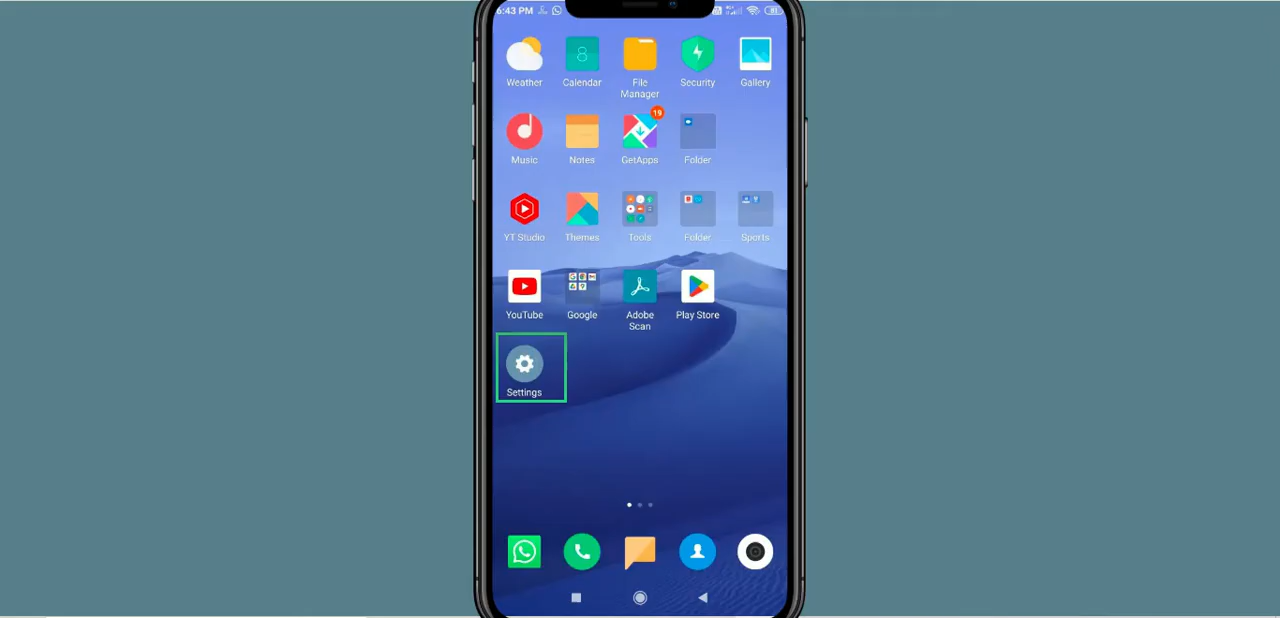 6:43 PM
Weather
Calendar
File
Manager
Security
Gallery
8
19
Music
Notes
GetApps
Folder
YT Studio
Themes
Tools
Folder
Sports
YouTube
Google
Adobe
Scan
Play Store
Settings